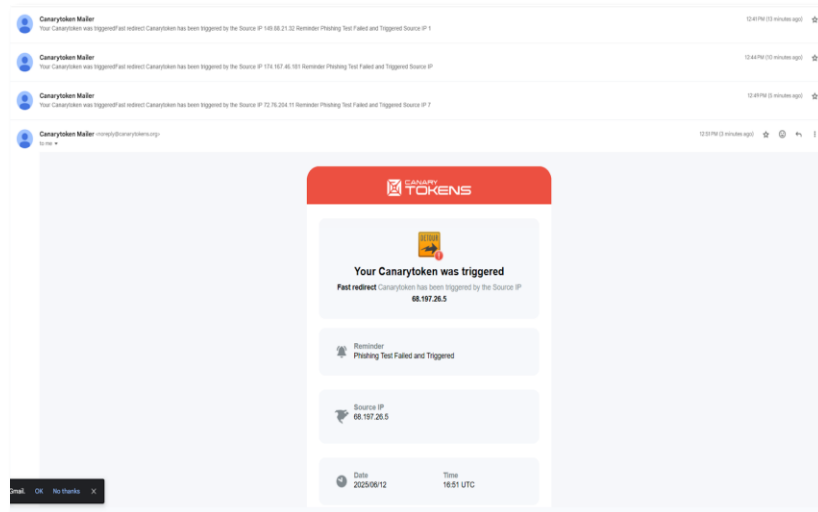 Canarytoken Mailer
12:41 PM (13 minutes ago)
Your Canarytoken was triggeredFast redirect Canarytoken has been triggered by the Source IP 149.88.21.32 Reminder Phishing Test Failed and Triggered Source IP 1
Canarytoken Mailer
12:44 PM (10 minutes ago)
Your Canarytoken was triggeredFast redirect Canarytoken has been triggered by the Source IP 174.167.46.181 Reminder Phishing Test Failed and Triggered Source IP
Canarytoken Mailer
12:49 PM (5 minutes ago)
Your Canarytoken was triggeredFast redirect Canarytoken has been triggered by the Source IP 72.76.204.11 Reminder Phishing Test Failed and Triggered Source IP 7
Canarytoken Mailer <noreply@canarytokens.org>
12:51 PM (3 minutes ago)
to me
CANARY
TOKENS
DETOUR
Your Canarytoken was triggered
Fast redirect Canarytoken has been triggered by the Source IP
68.197.26.5
Reminder
Phishing Test Failed and Triggered
Source IP
68.197.26.5
Date
2025/06/12
Time
16:51 UTC
Gmail. OK No thanks X